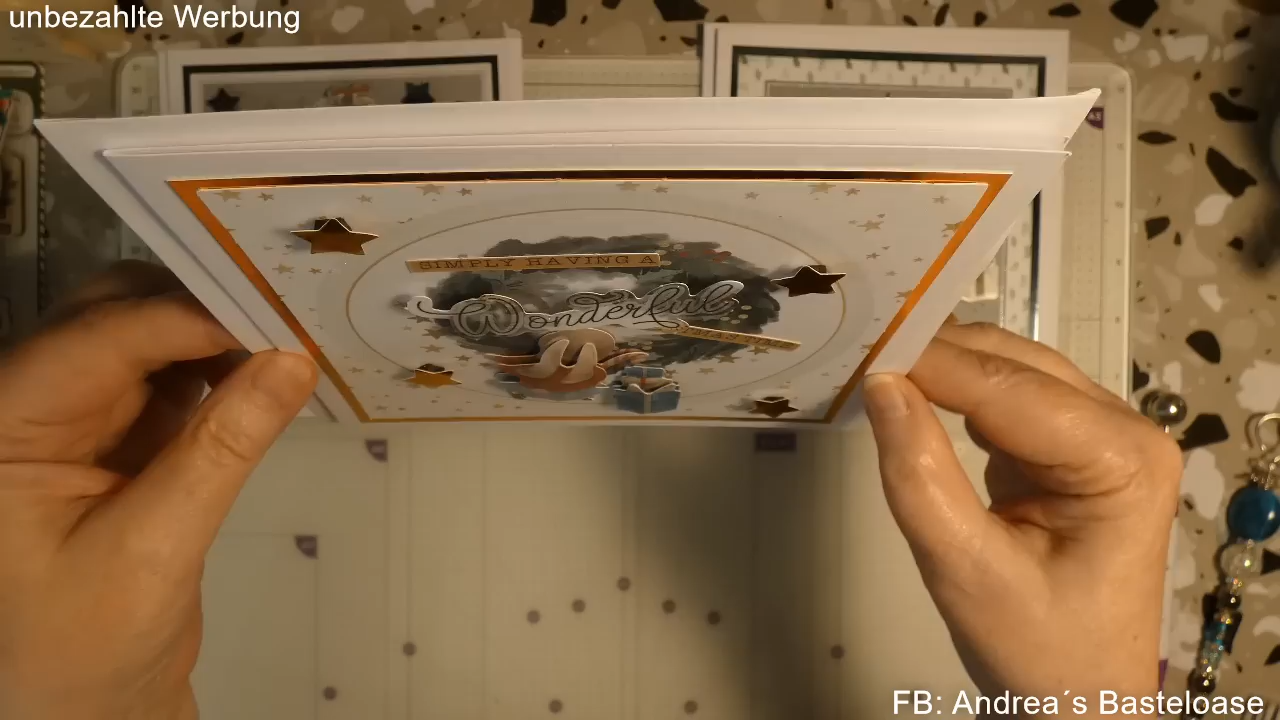 unbezahlte Werbung
SIMPLY HAVING A
Wonderful
FB: Andrea´s Basteloase